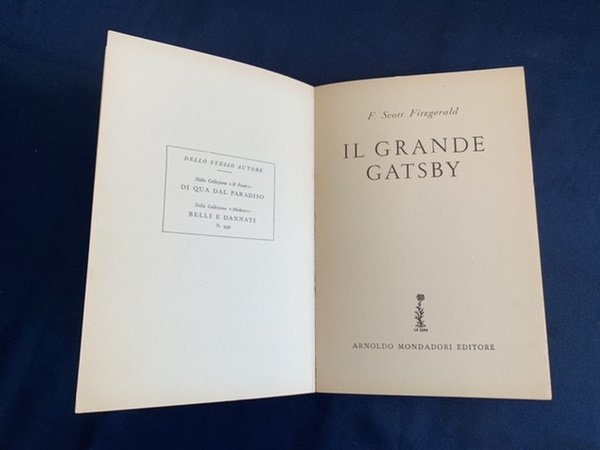 DELLO STESSO AUTORE
Nella Collezione «Il Ponte»:
DI QUA DAL PARADISO
Nella Collezione «Medusa»:
BELLI E DANNATI
N. 342
F. Scott Fitzgerald
IL GRANDE
GATSBY
ARNOLDO MONDADORI EDITORE